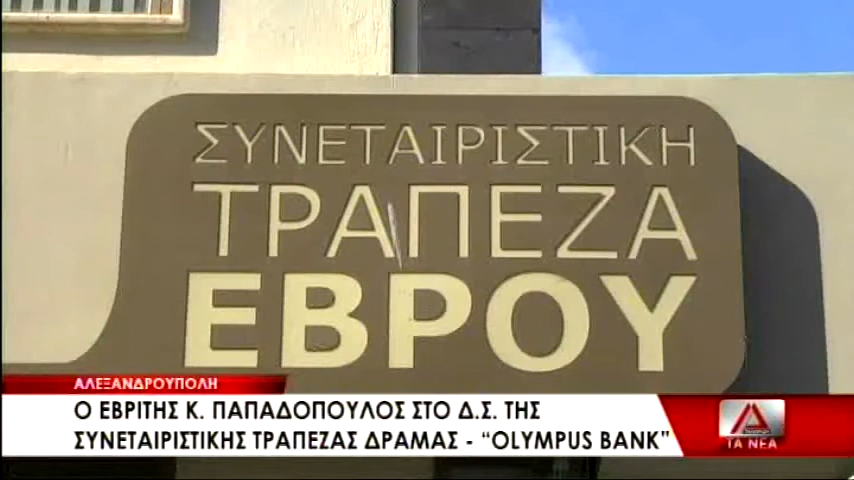 ΣΥΝΕΤΑΙΡΙΣΤΙΚΗ
ΤΡΑΠΕΖΑ
ΕΒΡΟΥ
ΑΛΕΞΑΝΔΡΟΥΠΟΛΗ
Ο ΕΒΡΙΤΗΣ Κ. ΠΑΠΑΔΟΠΟΥΛΟΣ ΣΤΟ Δ.Σ. ΤΗΣ
ΣΥΝΕΤΑΙΡΙΣΤΙΚΗΣ ΤΡΑΠΕΖΑΣ ΔΡΑΜΑΣ - “OLYMPUS BANK”
ΤΑ ΝΕΑ